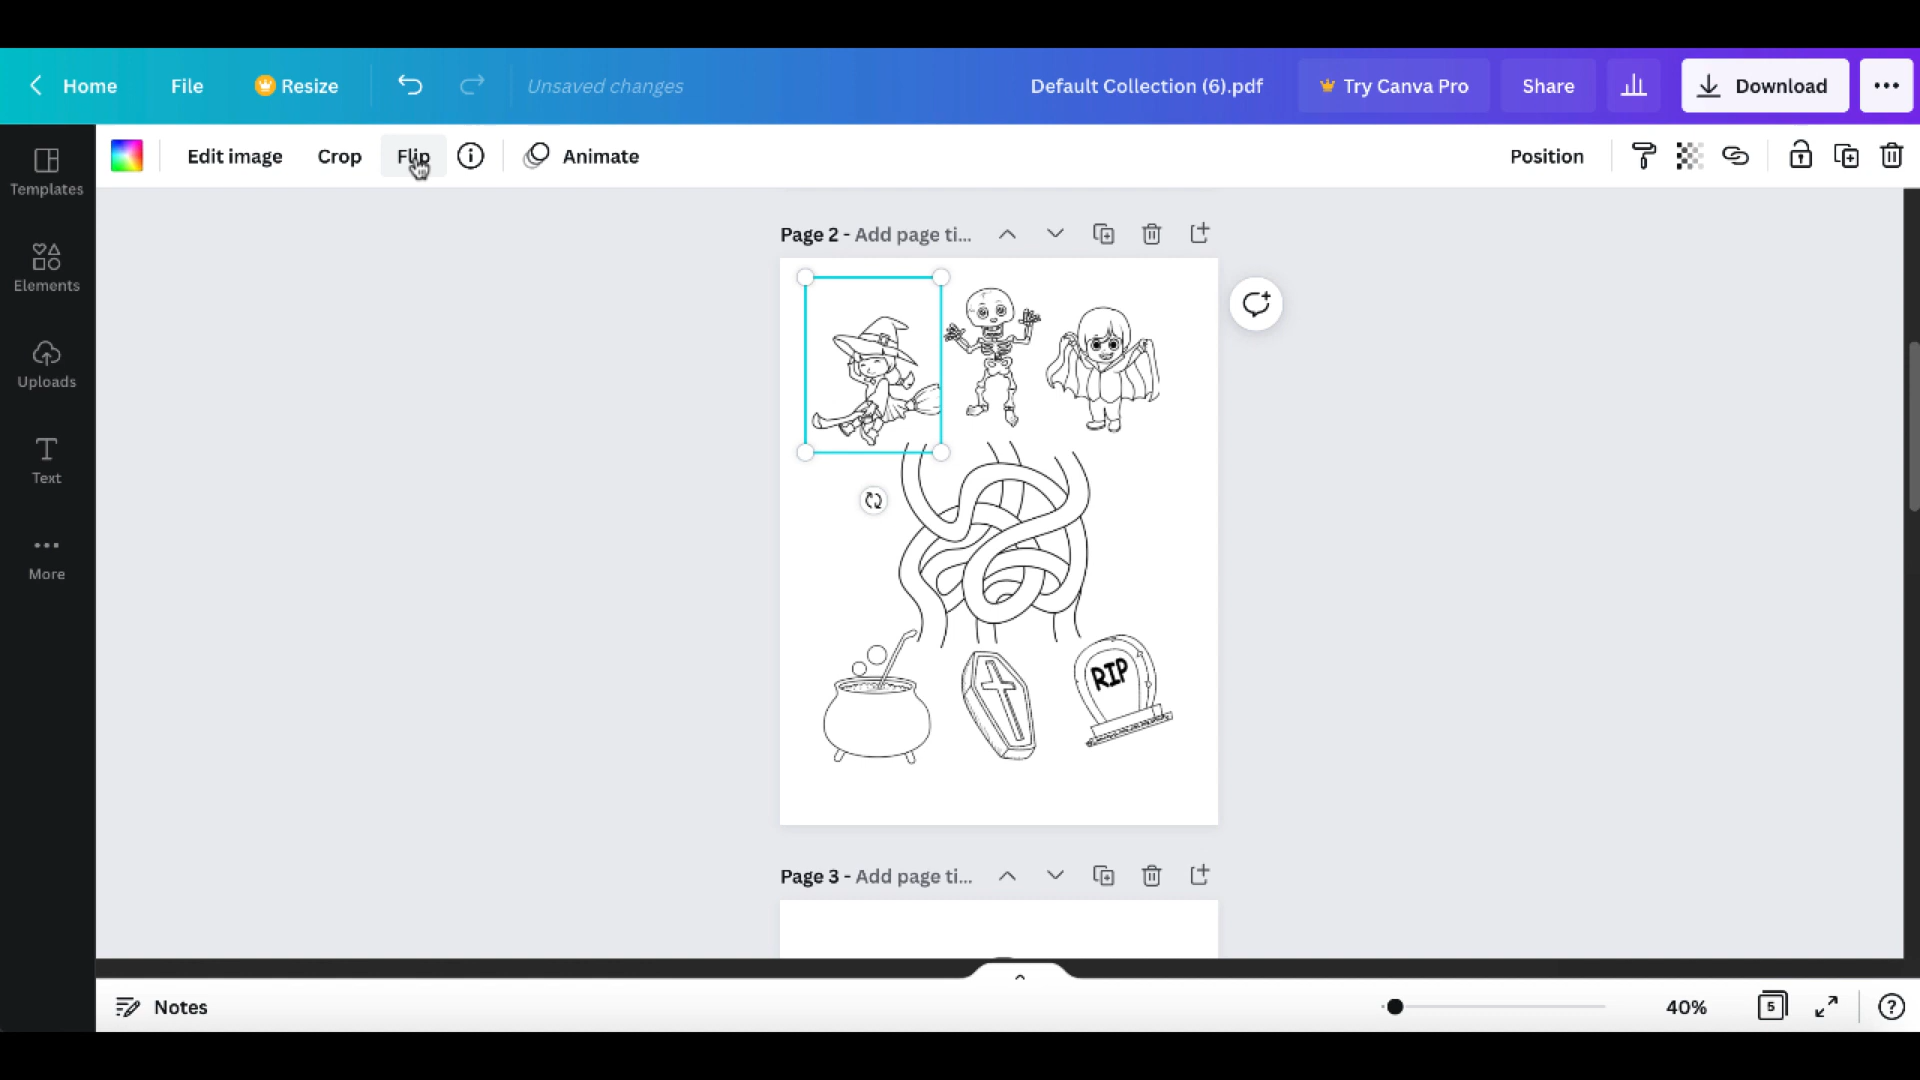 Home File Resize Unsaved changes Default Collection (6).pdf Try Canva Pro Share Download
Edit image Crop Flip Animate Position
Templates
Elements
Uploads
Text
More
Page 2 - Add page ti...
RIP
Page 3 - Add page ti...
Notes 40% 5 ?